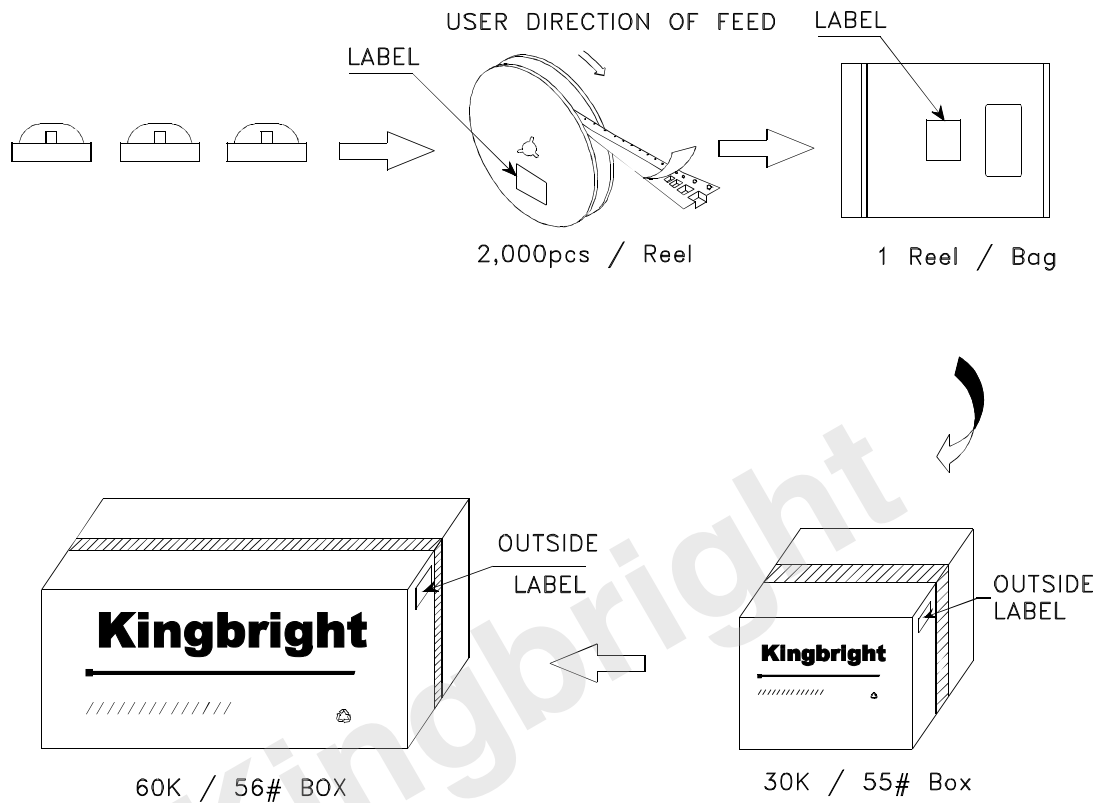 USER DIRECTION OF FEED
LABEL
LABEL
2,000pcs / Reel
1 Reel / Bag
OUTSIDE
LABEL
Kingbright
60K / 56# BOX
OUTSIDE
LABEL
Kingbright
30K / 55# Box
Kingbright